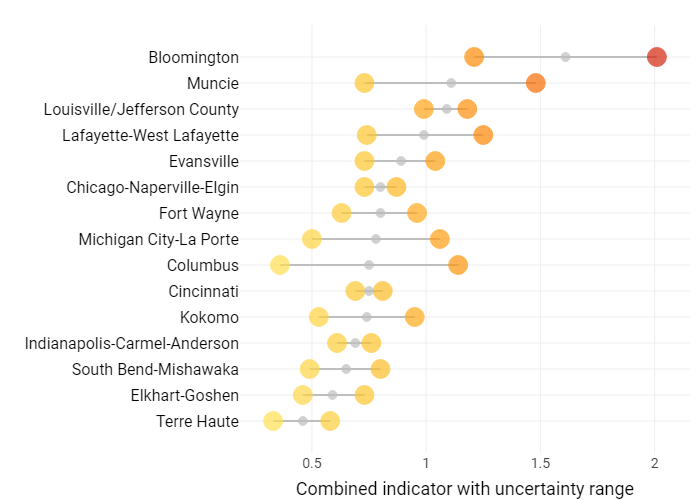 Bloomington
Muncie
Louisville/Jefferson County
Lafayette-West Lafayette
Evansville
Chicago-Naperville-Elgin
Fort Wayne
Michigan City-La Porte
Columbus
Cincinnati
Kokomo
Indianapolis-Carmel-Anderson
South Bend-Mishawaka
Elkhart-Goshen
Terre Haute
0.5 1 1.5 2
Combined indicator with uncertainty range